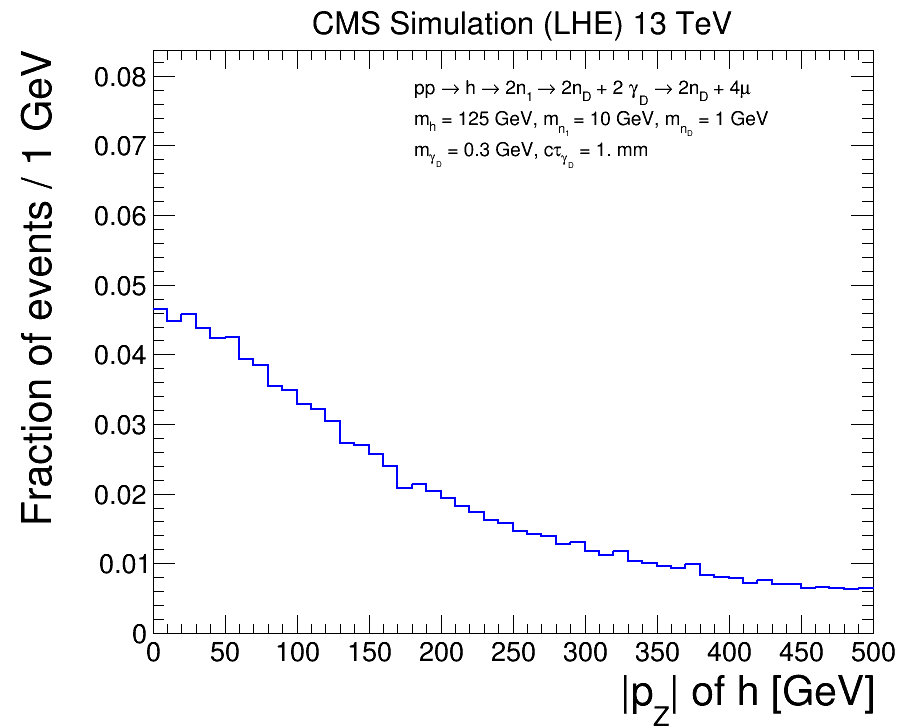 CMS Simulation (LHE) 13 TeV
pp → h → 2n₁ → 2n_D + 2 γ_D → 2n_D + 4μ
m_h = 125 GeV, m_n₁ = 10 GeV, m_n_D = 1 GeV
m_γ_D = 0.3 GeV, cτ_γ_D = 1. mm
Fraction of events / 1 GeV
0.08
0.07
0.06
0.05
0.04
0.03
0.02
0.01
0
0 50 100 150 200 250 300 350 400 450 500
|p_Z| of h [GeV]